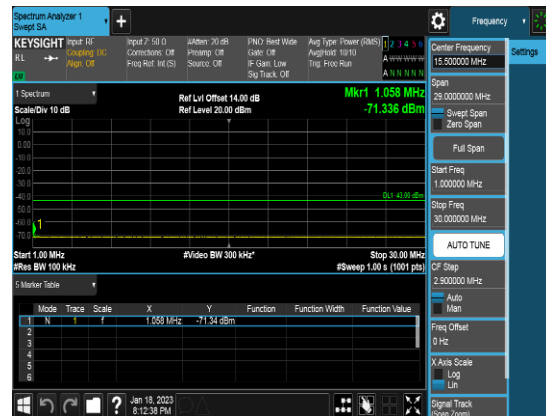 Spectrum Analyzer 1
Swept SA
+
Frequency
KEYSIGHT
RL
Input: RF
Coupling: DC
Align: Off
Input Z: 50 Ω
Corrections: Off
Freq Ref: Int (S)
#Atten: 20 dB
Preamp: Off
Source: Off
PNO: Best Wide
Gate: Off
IF Gain: Low
Sig Track: Off
Avg Type: Power (RMS)
Avg|Hold: 10/10
Trig: Free Run
1 2 3 4 5 6
A W W W W W
A N N N N N
1 Spectrum
Scale/Div 10 dB
Log
Ref Lvl Offset 14.00 dB
Ref Level 20.00 dBm
Mkr1 1.058 MHz
-71.336 dBm
10.0
0.00
-10.0
-20.0
-30.0
-40.0
DL1 -43.00 dBm
-50.0
-60.0
1
-70.0
Start 1.00 MHz
#Res BW 100 kHz
#Video BW 300 kHz*
Stop 30.00 MHz
#Sweep 1.00 s (1001 pts)
5 Marker Table
Mode Trace Scale X Y Function Function Width Function Value
1 N 1 f 1.058 MHz -71.34 dBm
2
3
4
5
6
Jan 18, 2023
8:12:38 PM
?
Center Frequency
15.500000 MHz
Settings
Span
29.0000000 MHz
Swept Span
Zero Span
Full Span
Start Freq
1.000000 MHz
Stop Freq
30.000000 MHz
AUTO TUNE
CF Step
2.900000 MHz
Auto
Man
Freq Offset
0 Hz
X Axis Scale
Log
Lin
Signal Track
(Span Zoom)